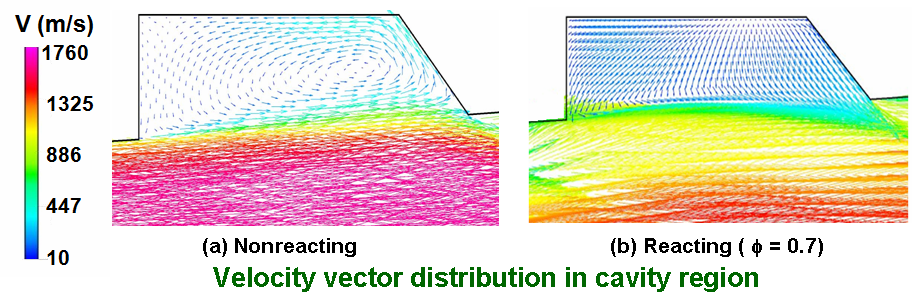 V (m/s)
1760
1325
886
447
10
(a) Nonreacting
(b) Reacting ( ϕ = 0.7)
Velocity vector distribution in cavity region